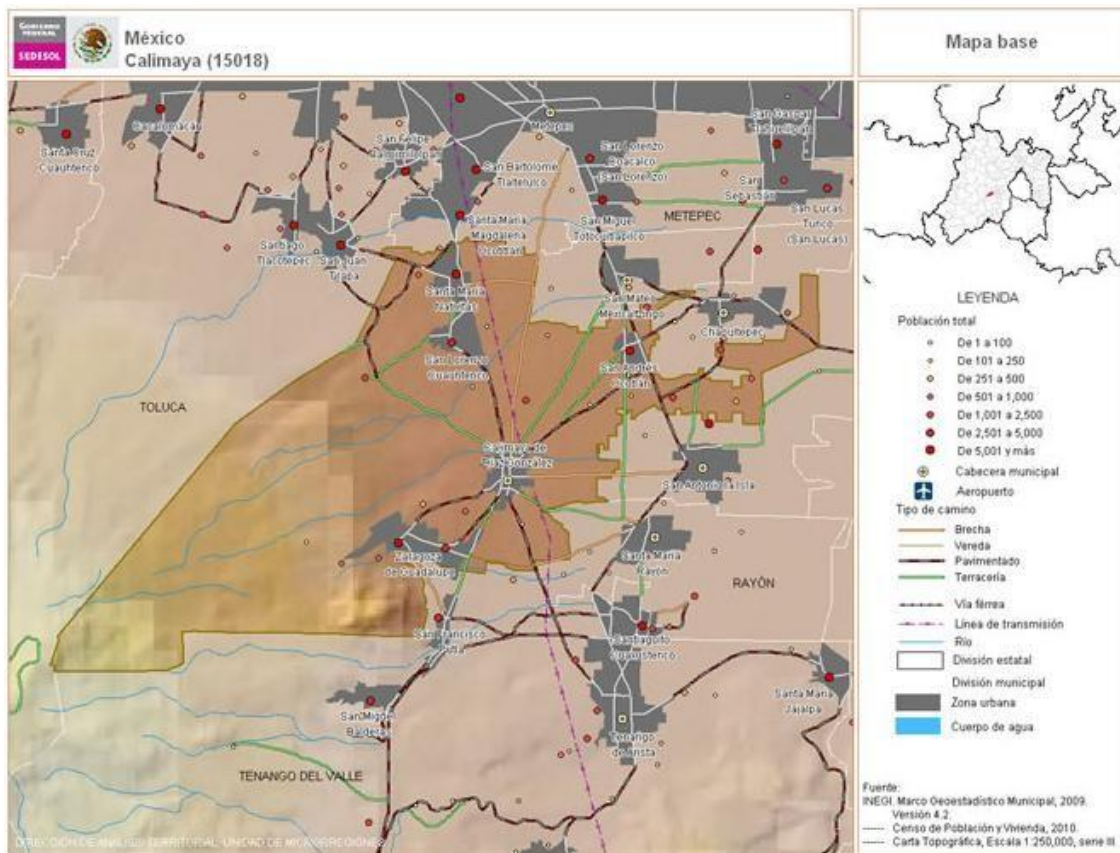 GOBIERNO
FEDERAL
SEDESOL
México
Calimaya (15018)
Mapa base
Cacalomacán
Santa Cruz
Cuauhtenco
San Felipe
Tlalmimilolpan
Metepec
San Lorenzo
Coacalco
(San Lorenzo)
San Gaspar
Tlahuelilpan
San Bartolomé
Tlaltelulco
San
Sebastián
San Lucas
Tunco
(San Lucas)
METEPEC
San Miguel
Totocuitlapilco
Santa María
Magdalena
Ocotitlán
Santiago
Tlacotepec
San Juan
Tilapa
Santa María
Nativitas
San Mateo
Mexicaltzingo
Chapultepec
San Lorenzo
Cuauhtenco
San Andrés
Ocotlán
TOLUCA
Calimaya de
Díaz González
San Antonio la Isla
Zaragoza
de Guadalupe
Santa María
Rayón
RAYÓN
San Francisco
Putla
Santiaguito
Cuaxustenco
Santa María
Jajalpa
San Miguel
Balderas
Tenango
de Arista
TENANGO DEL VALLE
DIRECCIÓN DE ANÁLISIS TERRITORIAL, UNIDAD DE MICRORREGIONES
LEYENDA
Población total
De 1 a 100
De 101 a 250
De 251 a 500
De 501 a 1,000
De 1,001 a 2,500
De 2,501 a 5,000
De 5,001 y más
Cabecera municipal
Aeropuerto
Tipo de camino
Brecha
Vereda
Pavimentado
Terracería
Vía férrea
Línea de transmisión
Río
División estatal
División municipal
Zona urbana
Cuerpo de agua
Fuente:
INEGI. Marco Geoestadístico Municipal, 2009.
Versión 4.2.
Censo de Población y Vivienda, 2010.
Carta Topográfica, Escala 1:250,000, serie III.